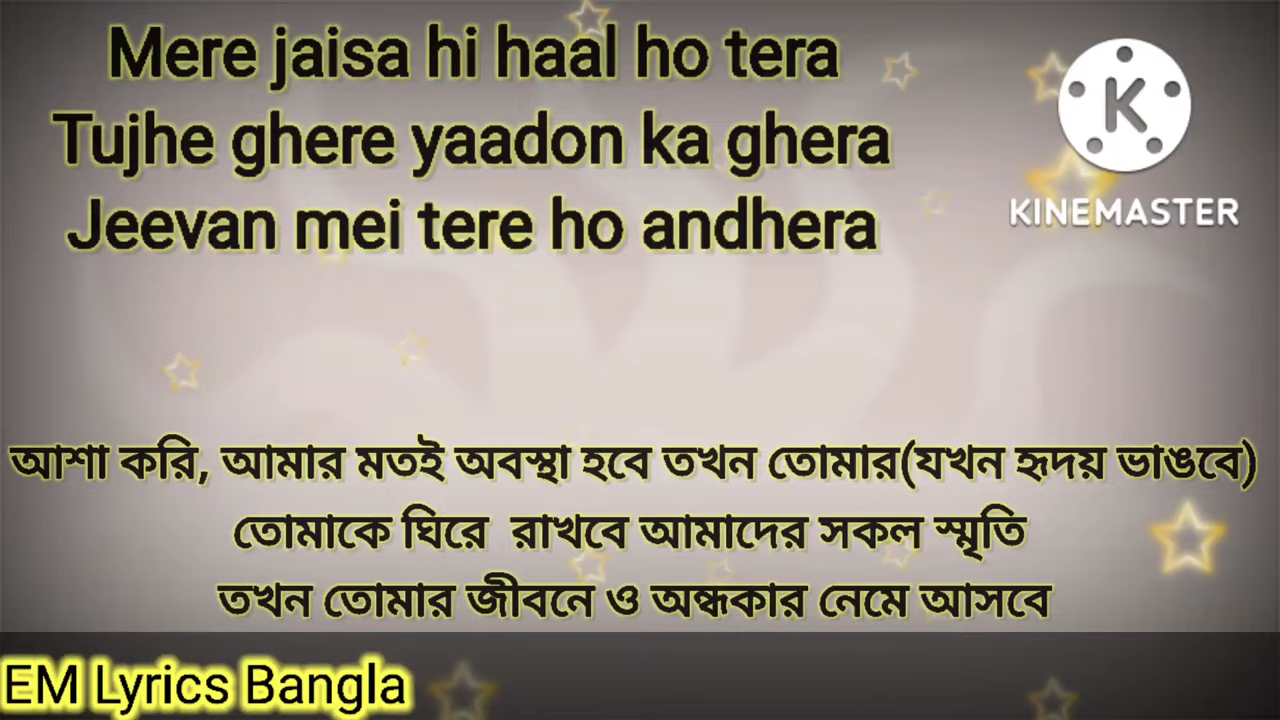 Mere jaisa hi haal ho tera
Tujhe ghere yaadon ka ghera
Jeevan mei tere ho andhera
K
KINEMASTER
আশা করি, আমার মতই অবস্থা হবে তখন তোমার(যখন হৃদয় ভাঙবে)
তোমাকে ঘিরে রাখবে আমাদের সকল স্মৃতি
তখন তোমার জীবনে ও অন্ধকার নেমে আসবে
EM Lyrics Bangla